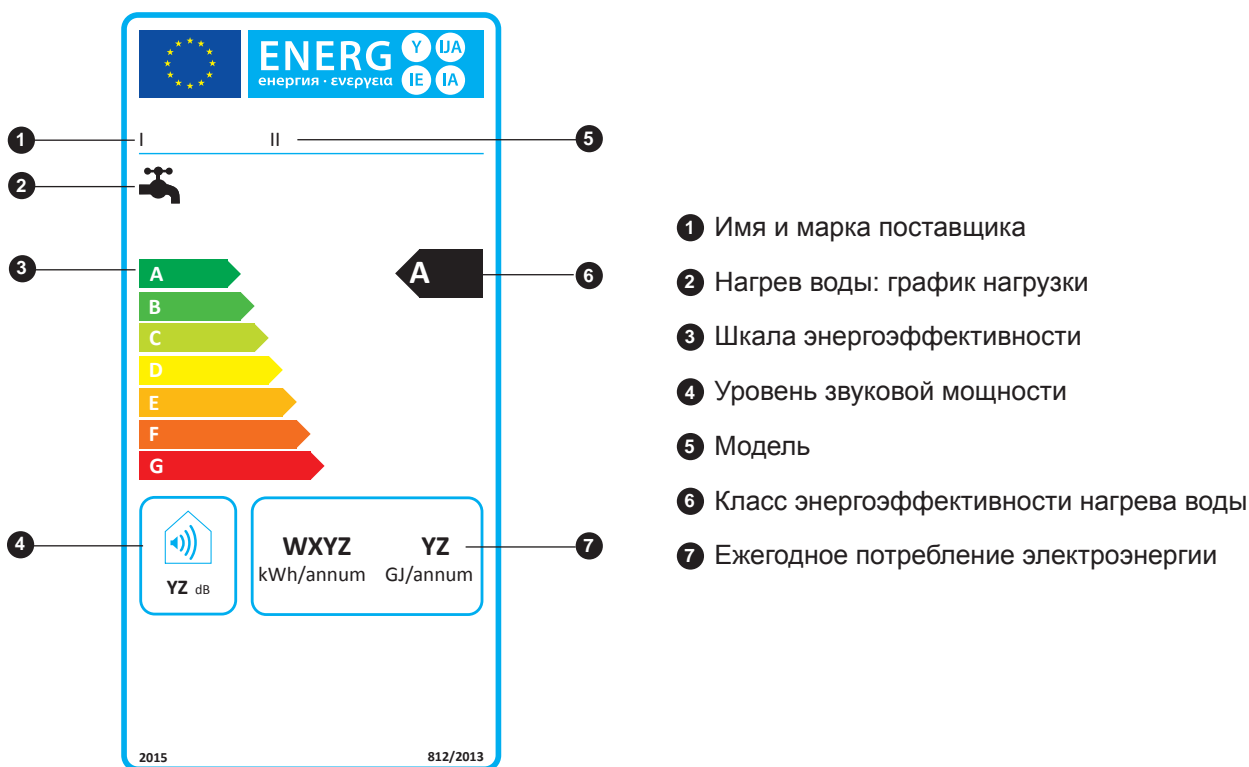 ENERG Y IJA
енергия · ενεργεια IE IA
1 I II 5
2
3 A A 6
B
C
D
E
F
G
4 WXYZ YZ 7
kWh/annum GJ/annum
YZ dB
2015 812/2013
1 Имя и марка поставщика
2 Нагрев воды: график нагрузки
3 Шкала энергоэффективности
4 Уровень звуковой мощности
5 Модель
6 Класс энергоэффективности нагрева воды
7 Ежегодное потребление электроэнергии